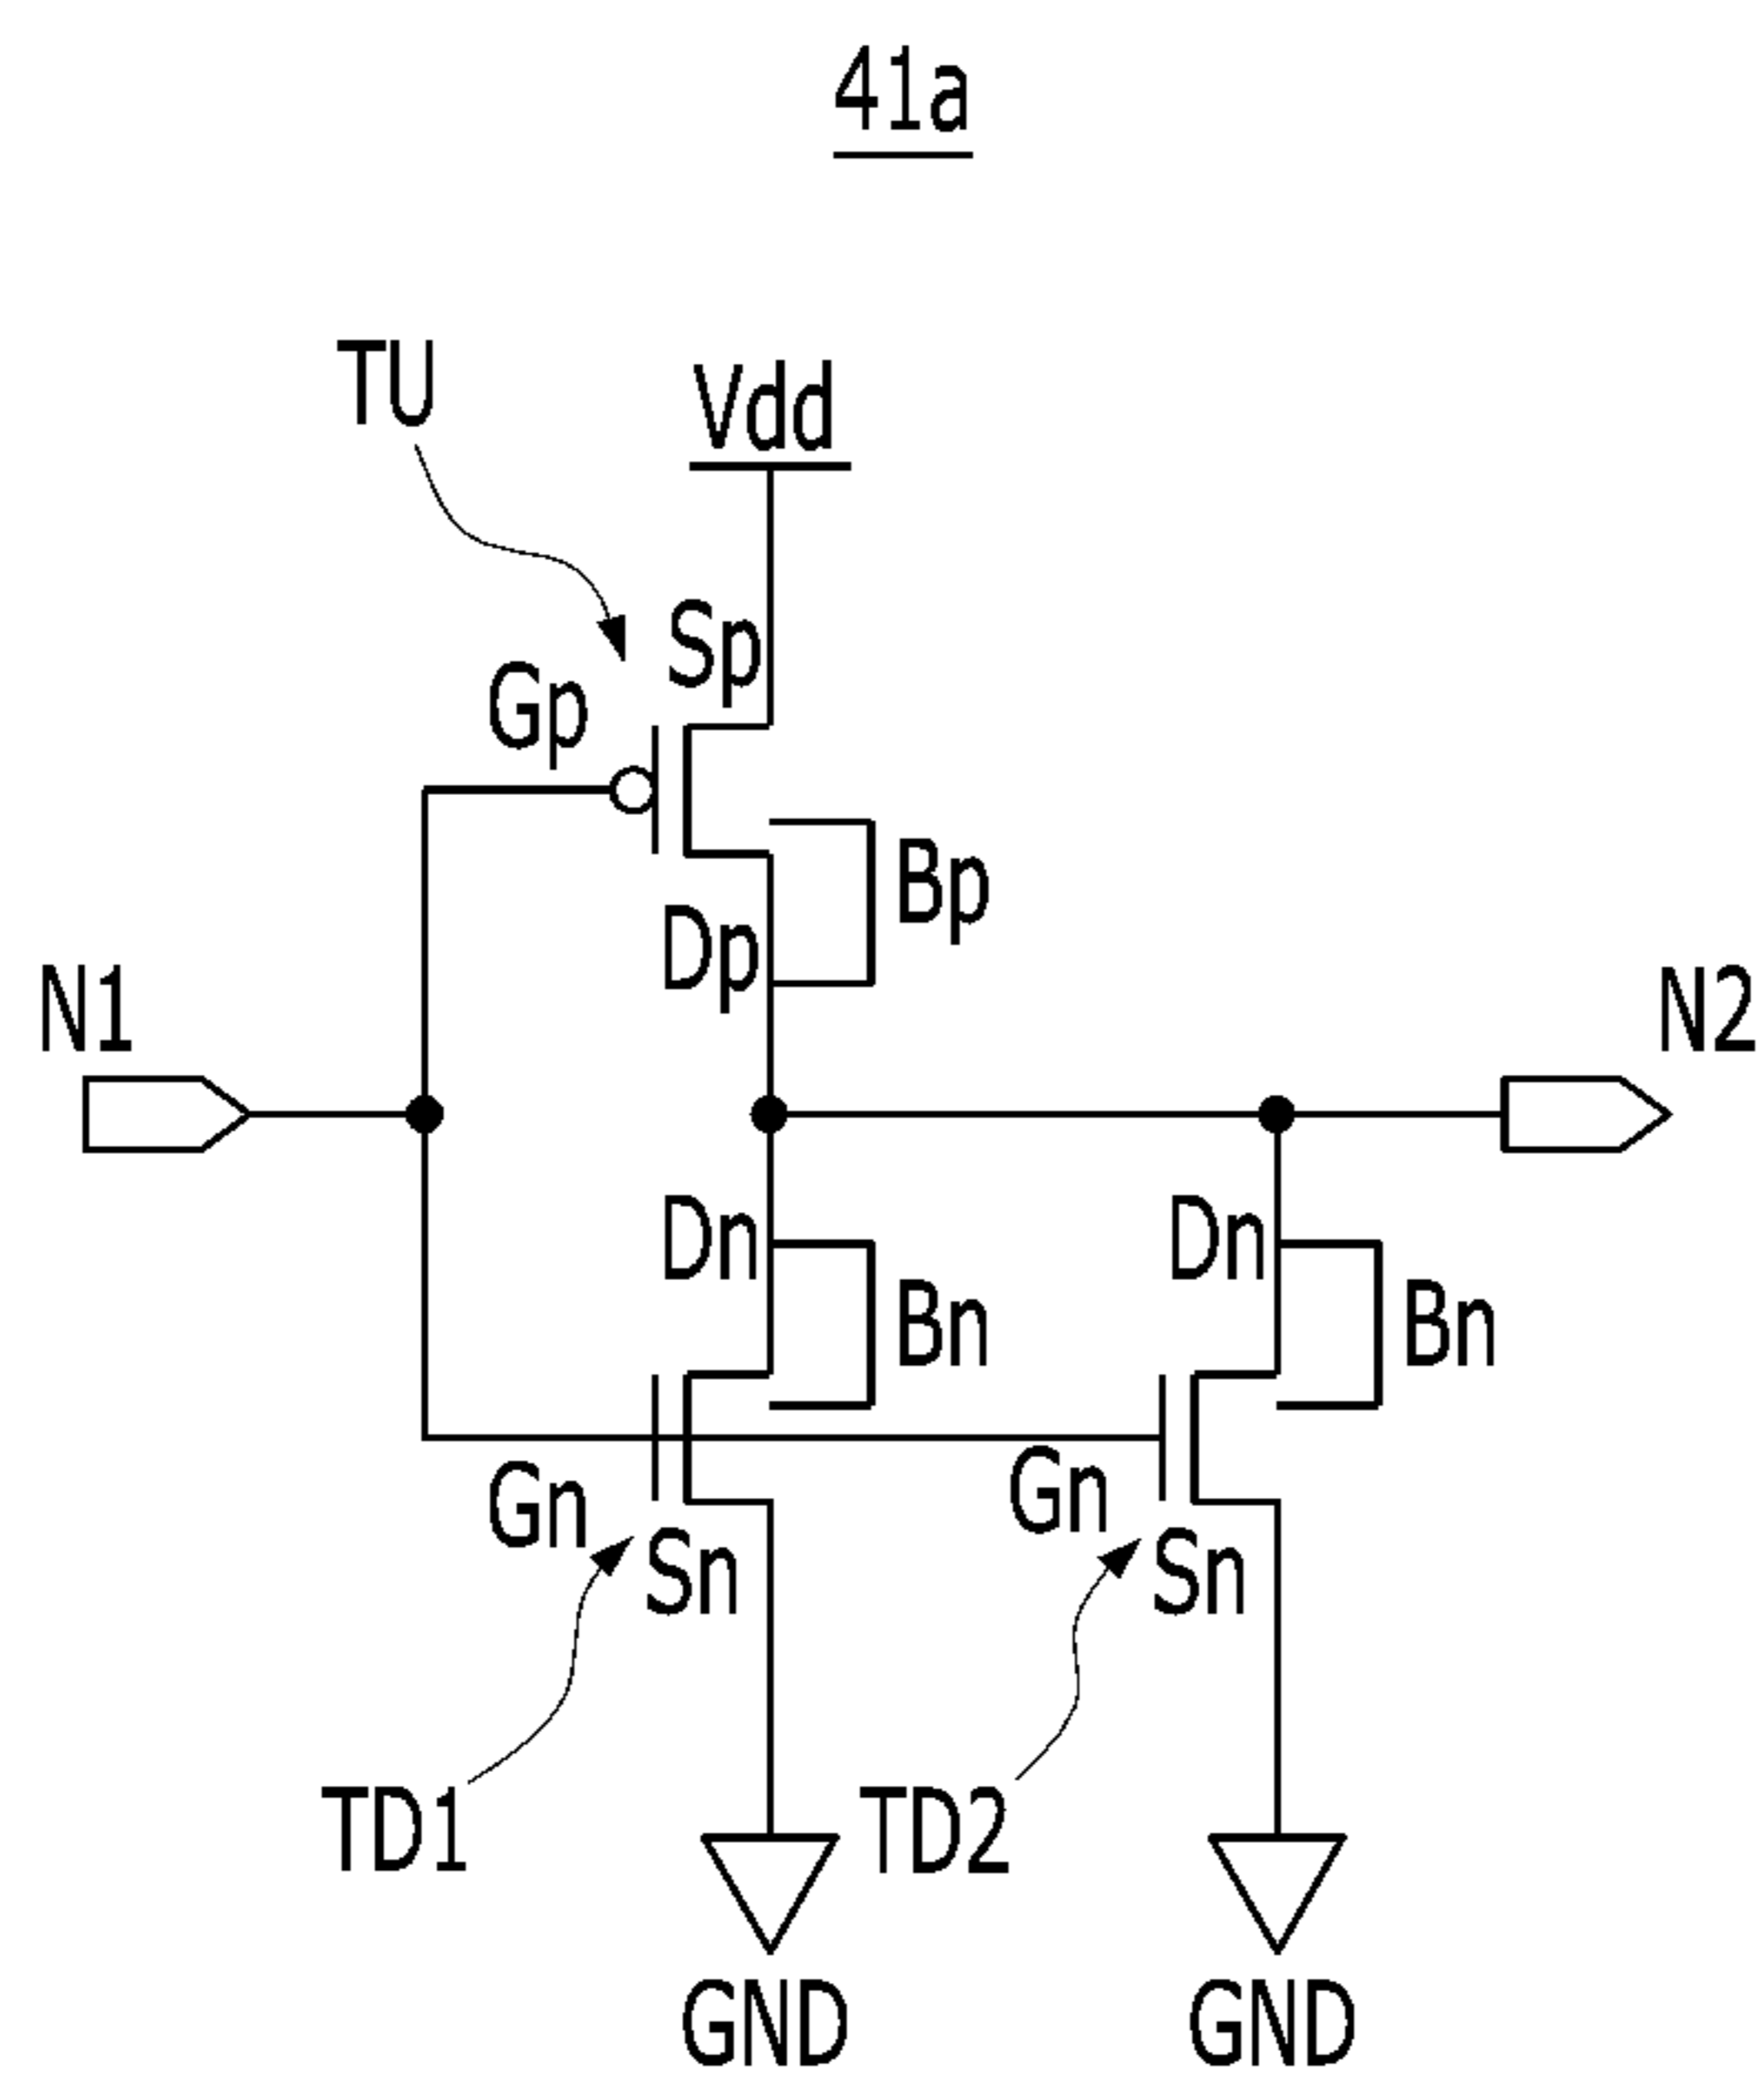 41a
TU
Vdd
Sp
Gp
Bp
Dp
N1
N2
Dn
Dn
Bn
Bn
Gn
Gn
Sn
Sn
TD1
TD2
GND
GND